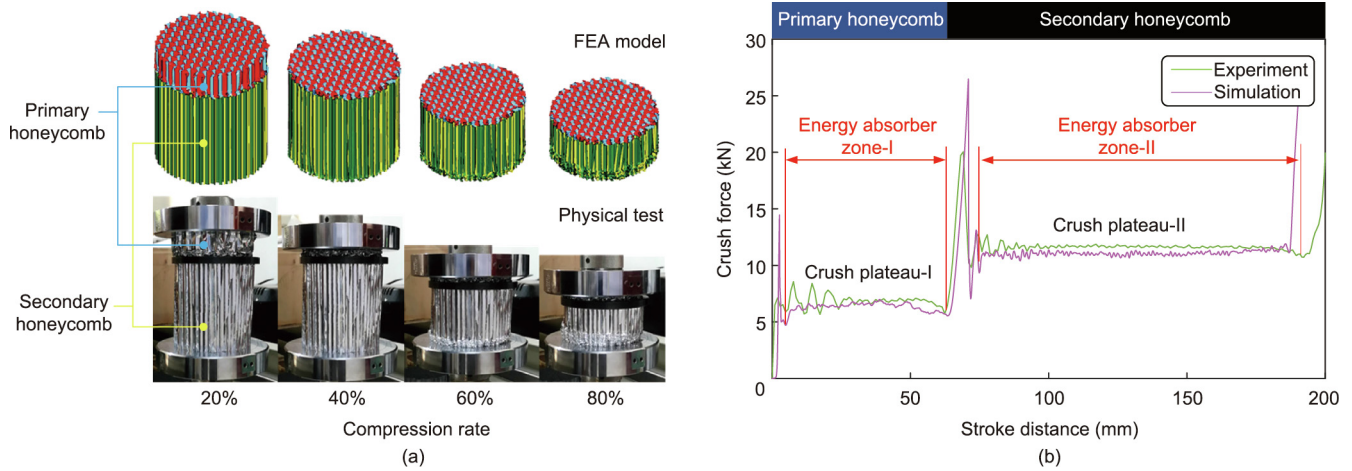 FEA model
Primary
honeycomb
Physical test
Secondary
honeycomb
20%
40%
60%
80%
Compression rate
(a)
Primary honeycomb
Secondary honeycomb
30
25
20
15
10
5
0
Crush force (kN)
Experiment
Simulation
Energy absorber
zone-I
Energy absorber
zone-II
Crush plateau-I
Crush plateau-II
50
100
150
200
Stroke distance (mm)
(b)